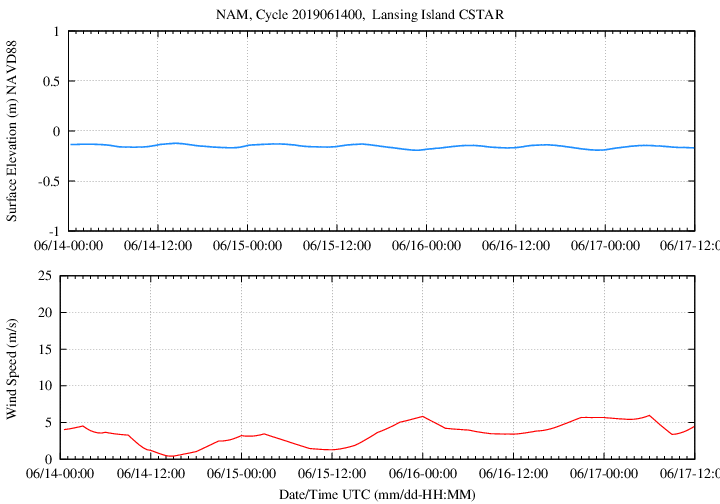 NAM, Cycle 2019061400, Lansing Island CSTAR
Surface Elevation (m) NAVD88
1
0.5
0
-0.5
-1
06/14-00:00 06/14-12:00 06/15-00:00 06/15-12:00 06/16-00:00 06/16-12:00 06/17-00:00 06/17-12:0
Wind Speed (m/s)
25
20
15
10
5
0
06/14-00:00 06/14-12:00 06/15-00:00 06/15-12:00 06/16-00:00 06/16-12:00 06/17-00:00 06/17-12:0
Date/Time UTC (mm/dd-HH:MM)